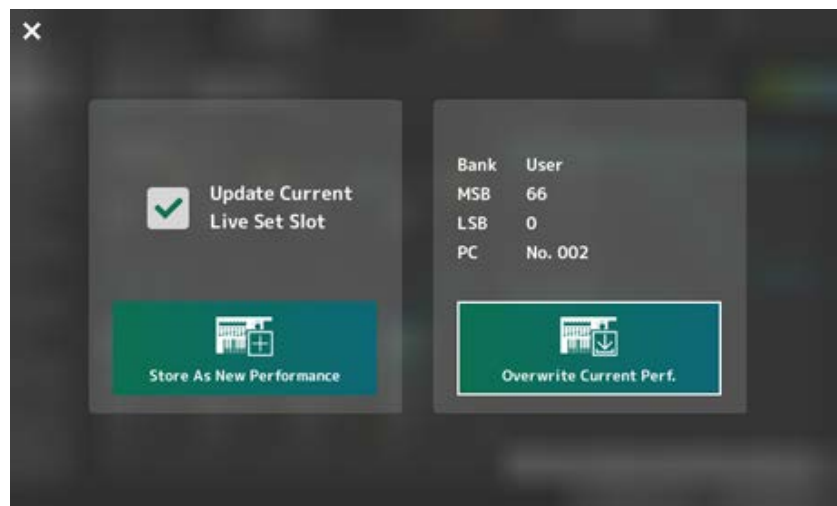 Update Current
Live Set Slot
Store As New Performance
Bank User
MSB 66
LSB 0
PC No. 002
Overwrite Current Perf.